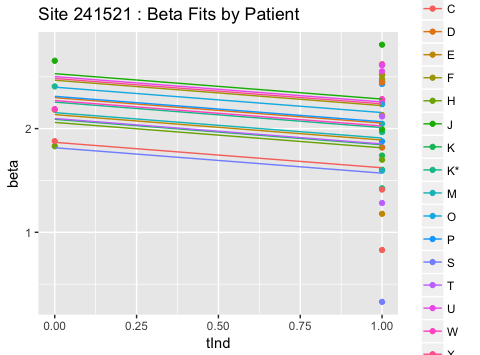 Site 241521 : Beta Fits by Patient
beta
2
1
0.00 0.25 0.50 0.75 1.00
tInd
C
D
E
F
H
J
K
K*
M
O
P
S
T
U
W